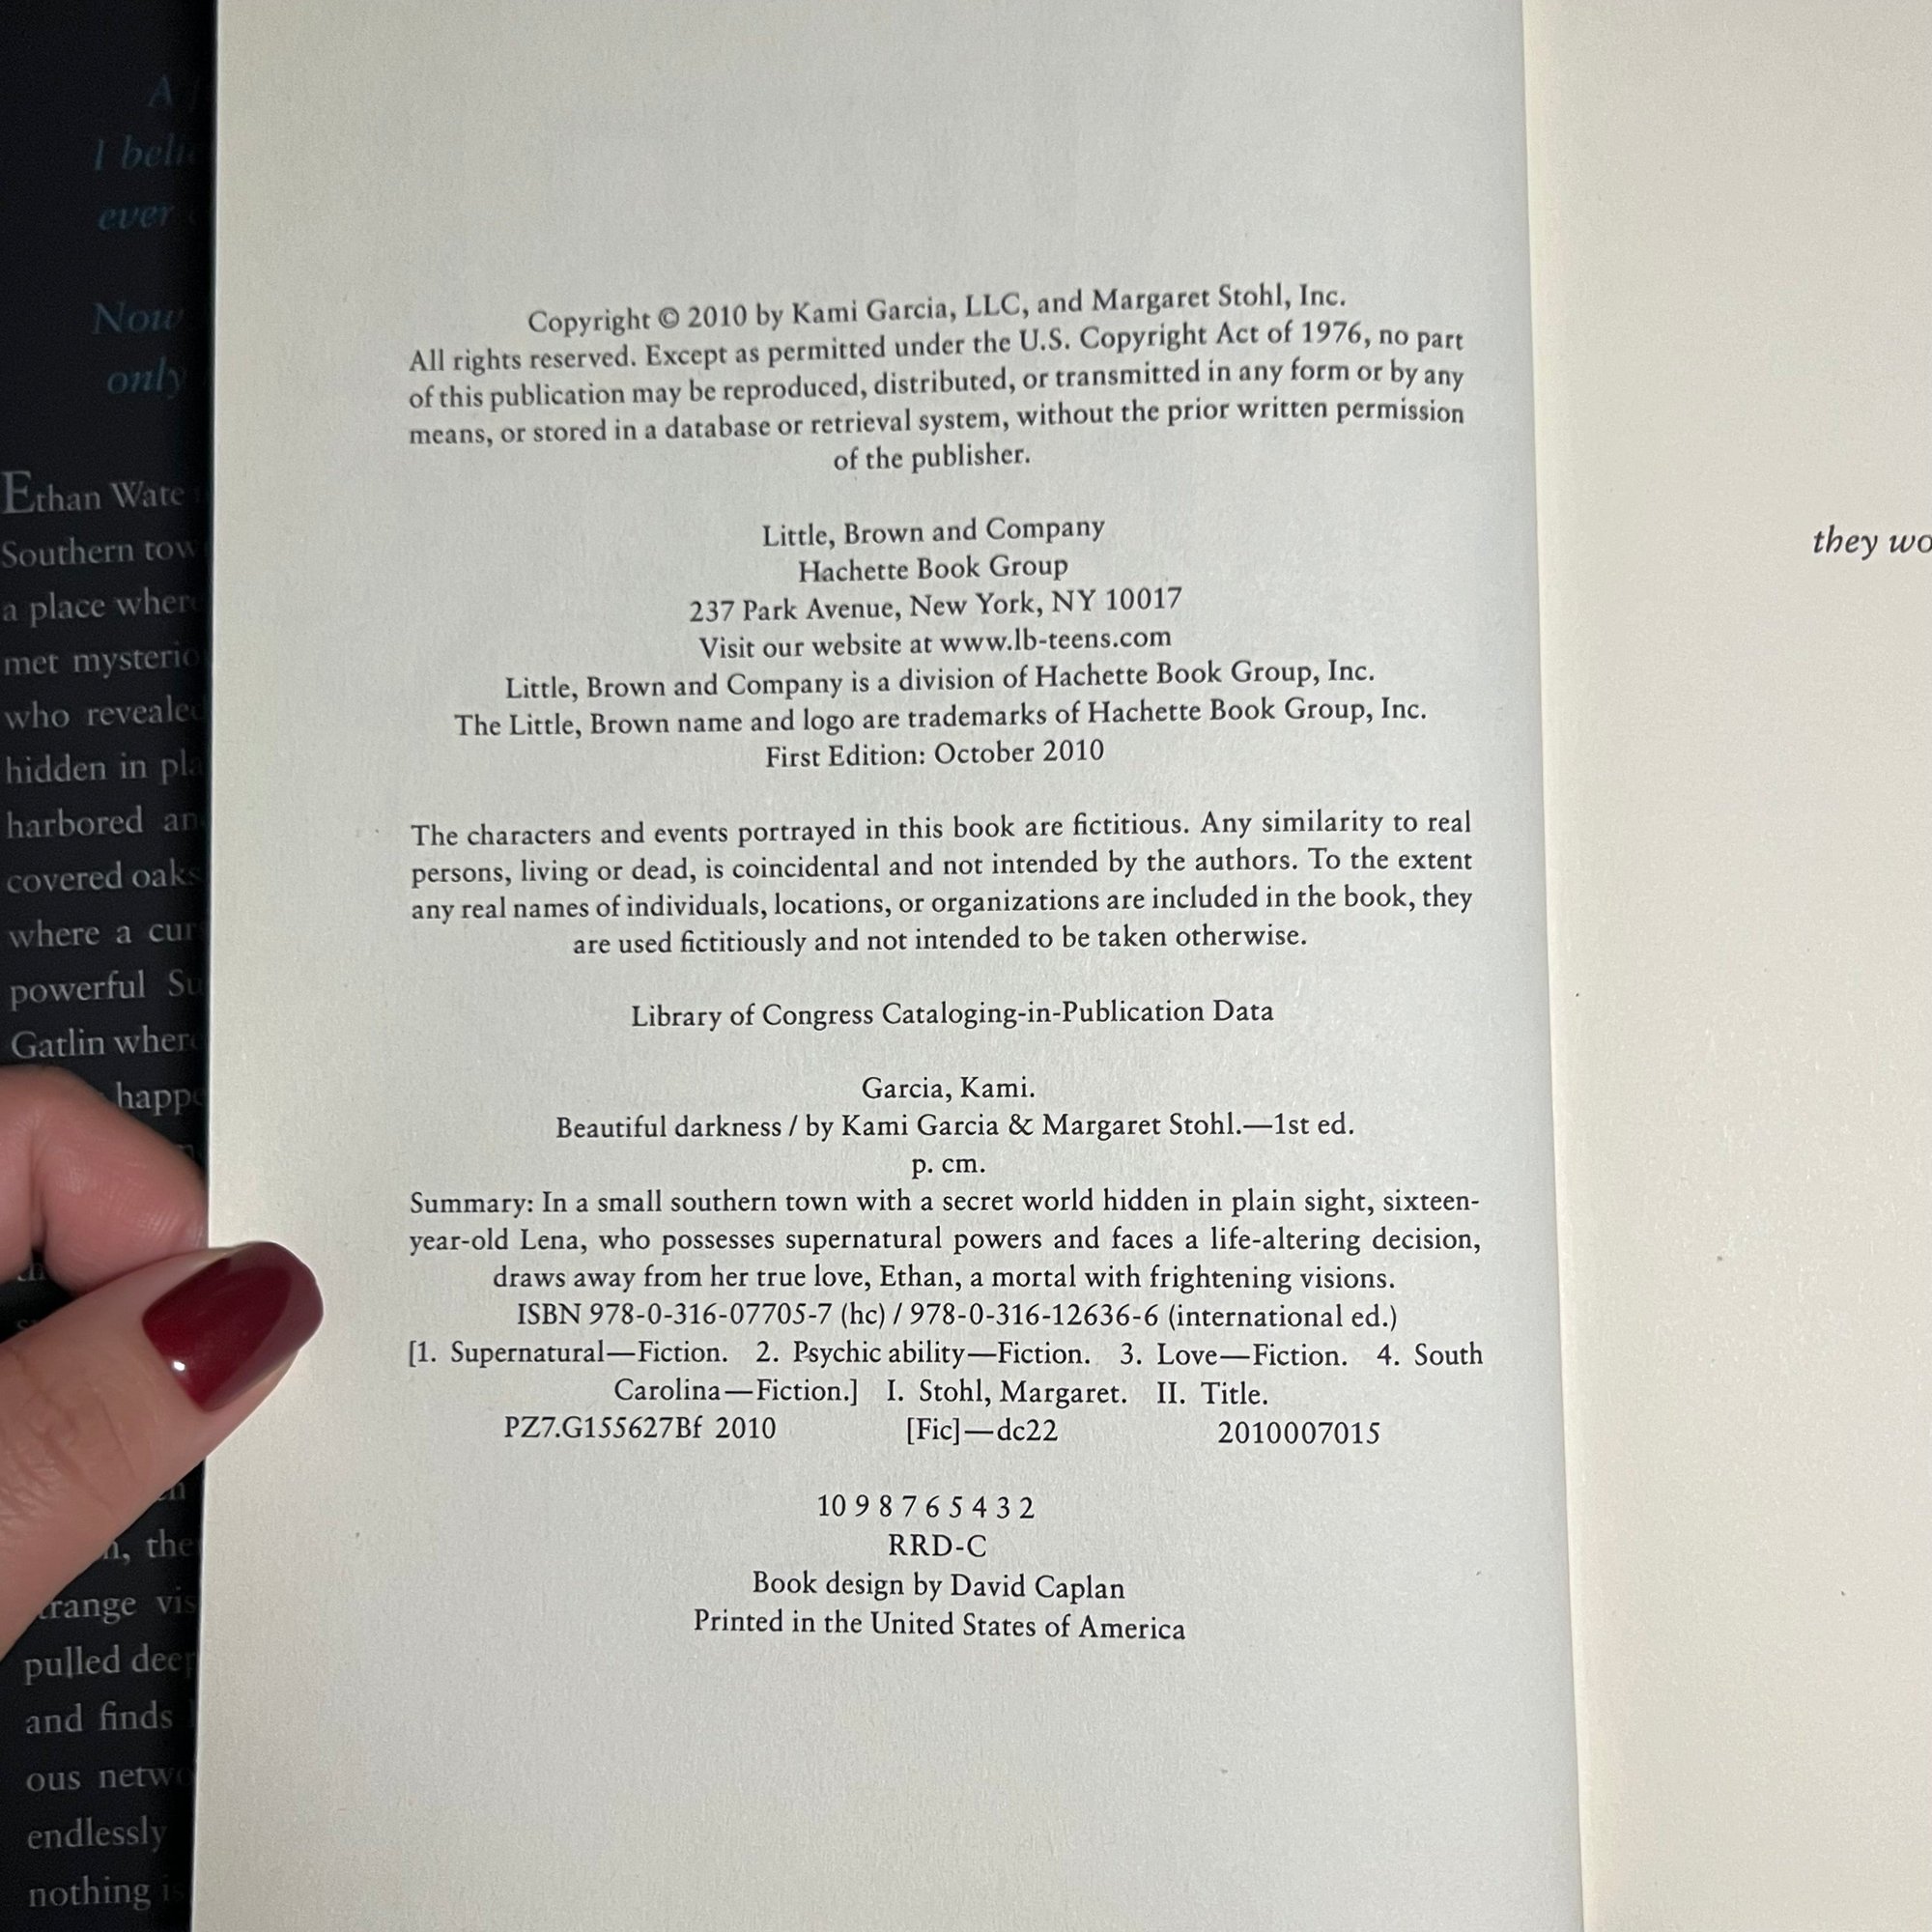 A
I beli
ever
Now
only
Ethan Wate
Southern tow
a place wher
met mysterio
who reveale
hidden in pla
harbored an
covered oaks
where a cur
powerful Su
Gatlin wher
happe
n, the
range vis
pulled deep
and finds
ous netwo
endlessly
nothing is
Copyright © 2010 by Kami Garcia, LLC, and Margaret Stohl, Inc.
All rights reserved. Except as permitted under the U.S. Copyright Act of 1976, no part
of this publication may be reproduced, distributed, or transmitted in any form or by any
means, or stored in a database or retrieval system, without the prior written permission
of the publisher.
Little, Brown and Company
Hachette Book Group
237 Park Avenue, New York, NY 10017
Visit our website at www.lb-teens.com
Little, Brown and Company is a division of Hachette Book Group, Inc.
The Little, Brown name and logo are trademarks of Hachette Book Group, Inc.
First Edition: October 2010
The characters and events portrayed in this book are fictitious. Any similarity to real
persons, living or dead, is coincidental and not intended by the authors. To the extent
any real names of individuals, locations, or organizations are included in the book, they
are used fictitiously and not intended to be taken otherwise.
Library of Congress Cataloging-in-Publication Data
Garcia, Kami.
Beautiful darkness / by Kami Garcia & Margaret Stohl.—1st ed.
p. cm.
Summary: In a small southern town with a secret world hidden in plain sight, sixteen-
year-old Lena, who possesses supernatural powers and faces a life-altering decision,
draws away from her true love, Ethan, a mortal with frightening visions.
ISBN 978-0-316-07705-7 (hc) / 978-0-316-12636-6 (international ed.)
[1. Supernatural—Fiction. 2. Psychic ability—Fiction. 3. Love—Fiction. 4. South
Carolina—Fiction.] I. Stohl, Margaret. II. Title.
PZ7.G155627Bf 2010 [Fic]—dc22 2010007015
10 9 8 7 6 5 4 3 2
RRD-C
Book design by David Caplan
Printed in the United States of America
they wo